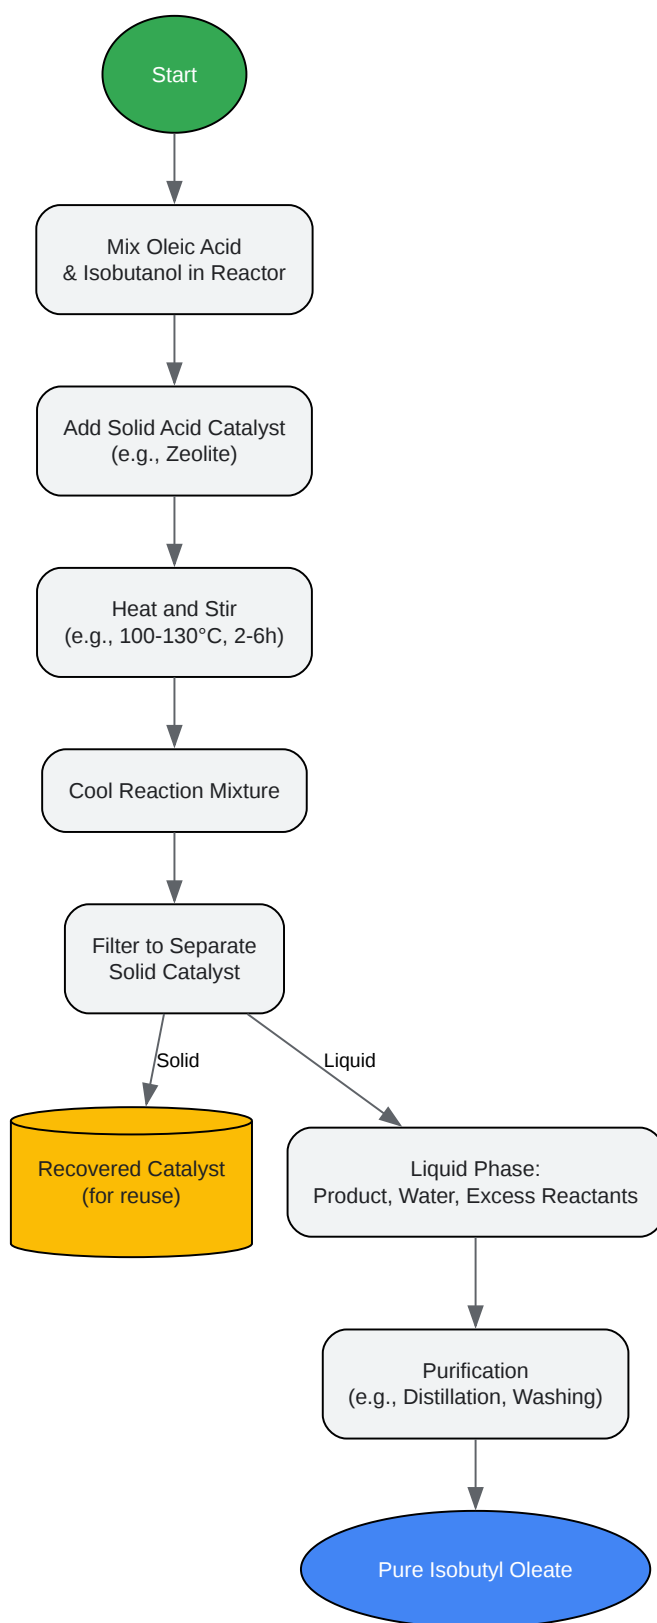 Start
Mix Oleic Acid
& Isobutanol in Reactor
Add Solid Acid Catalyst
(e.g., Zeolite)
Heat and Stir
(e.g., 100-130°C, 2-6h)
Cool Reaction Mixture
Filter to Separate
Solid Catalyst
Solid
Liquid
Recovered Catalyst
(for reuse)
Liquid Phase:
Product, Water, Excess Reactants
Purification
(e.g., Distillation, Washing)
Pure Isobutyl Oleate